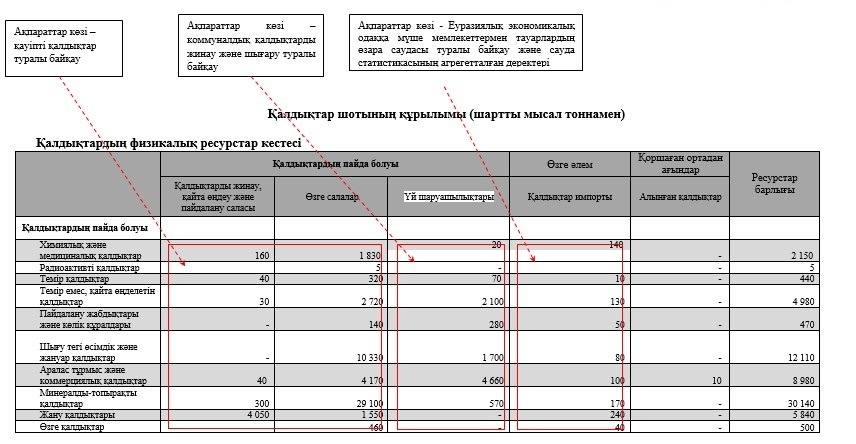 Ақпараттар көзі –
қауіпті қалдықтар
туралы байқау
Ақпараттар көзі –
коммуналдық қалдықтарды
жинау және шығару туралы
байқау
Ақпараттар көзі - Еуразиялық экономикалық
одаққа мүше мемлекеттермен тауарлардың
өзара саудасы туралы байқау және сауда
статистикасының агрегетталған деректері
Қалдықтар шотының құрылымы (шартты мысал тоннамен)
Қалдықтардың физикалық ресурстар кестесі
Қалдықтардың пайда болуы Өзге әлем Қоршаған ортадан ағындар Ресурстар барлығы
Қалдықтарды жинау, қайта өңдеу және пайдалану саласы Өзге салалар Үй шаруашылықтары Қалдықтар импорты Алынған қалдықтар
Қалдықтардың пайда болуы
Химиялық және
медициналық қалдықтар 160 1 830 20 140 - 2 150
Радиоактивті қалдықтар 5 - - 5
Темір қалдықтар 40 320 70 10 - 440
Темір емес, қайта өңделетін
қалдықтар 30 2 720 2 100 130 - 4 980
Пайдалану жабдықтары
және көлік құралдары - 140 280 50 - 470
Шығу тегі өсімдік және
жануар қалдықтар - 10 330 1 700 80 - 12 110
Аралас тұрмыс және
коммерциялық қалдықтар 40 4 170 4 660 100 10 8 980
Минералды-топырақты
қалдықтар 300 29 100 570 170 - 30 140
Жану қалдықтары 4 050 1 550 - 240 - 5 840
Өзге қалдықтар 460 - 40 - 500